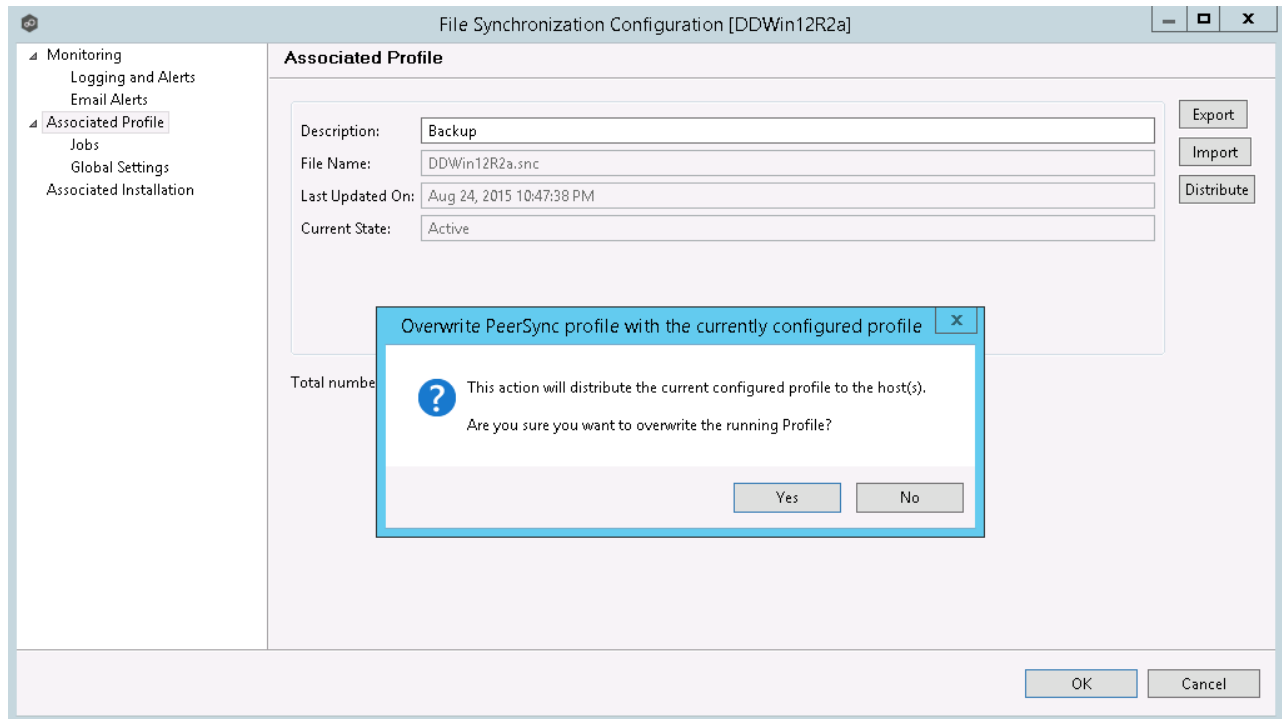 File Synchronization Configuration [DDWin12R2a]
Monitoring
Logging and Alerts
Email Alerts
Associated Profile
Jobs
Global Settings
Associated Installation
Associated Profile
Description: Backup
File Name: DDWin12R2a.snc
Last Updated On: Aug 24, 2015 10:47:38 PM
Current State: Active
Export
Import
Distribute
Total
Overwrite PeerSync profile with the currently configured profile
This action will distribute the current configured profile to the host(s).
Are you sure you want to overwrite the running Profile?
Yes No
OK Cancel